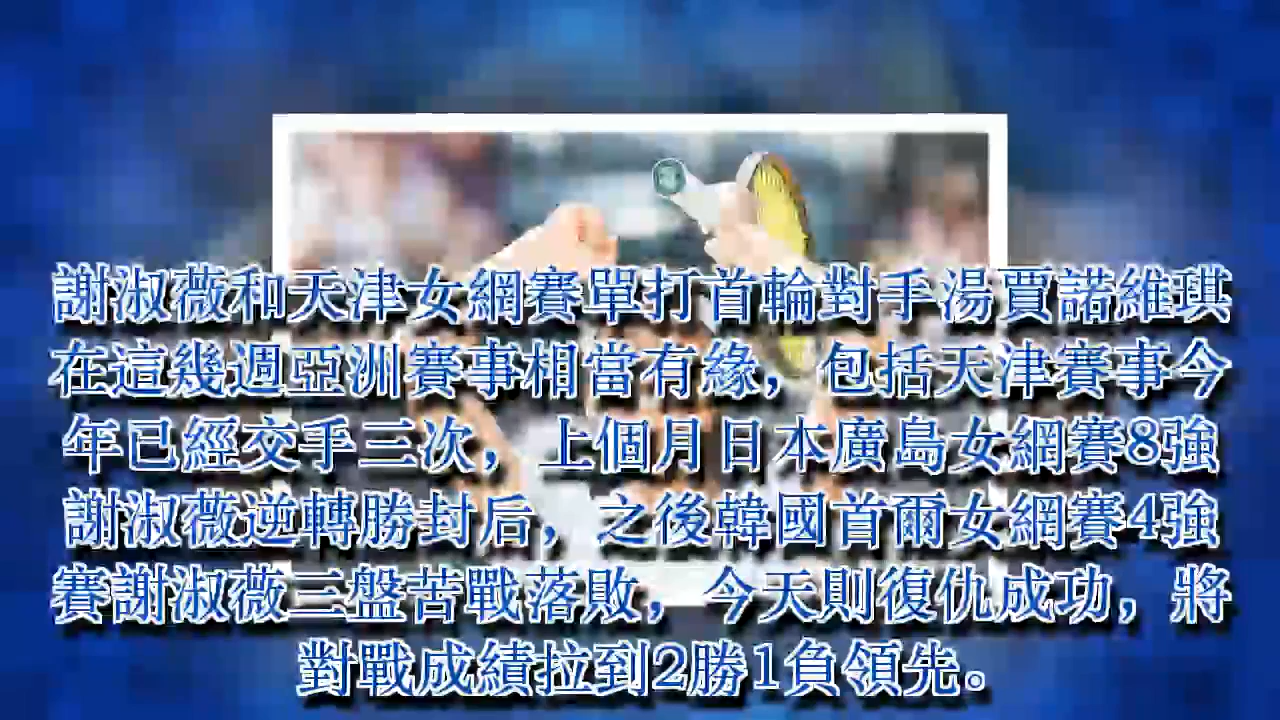 謝淑薇和天津女網賽單打首輪對手湯賈諾維琪
在這幾週亞洲賽事相當有緣，包括天津賽事今
年已經交手三次，上個月日本廣島女網賽8強
謝淑薇逆轉勝封后，之後韓國首爾女網賽4強
賽謝淑薇三盤苦戰落敗，今天則復仇成功，將
對戰成績拉到2勝1負領先。